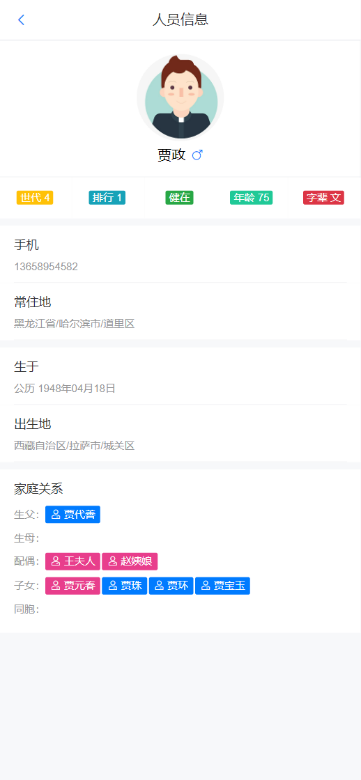 人员信息
贾政
世代 4 排行 1 健在 年龄 75 字辈 文
手机
13658954582
常住地
黑龙江省/哈尔滨市/道里区
生于
公历 1948年04月18日
出生地
西藏自治区/拉萨市/城关区
家庭关系
生父： 贾代善
生母：
配偶： 王夫人 赵姨娘
子女： 贾元春 贾珠 贾环 贾宝玉
同胞：